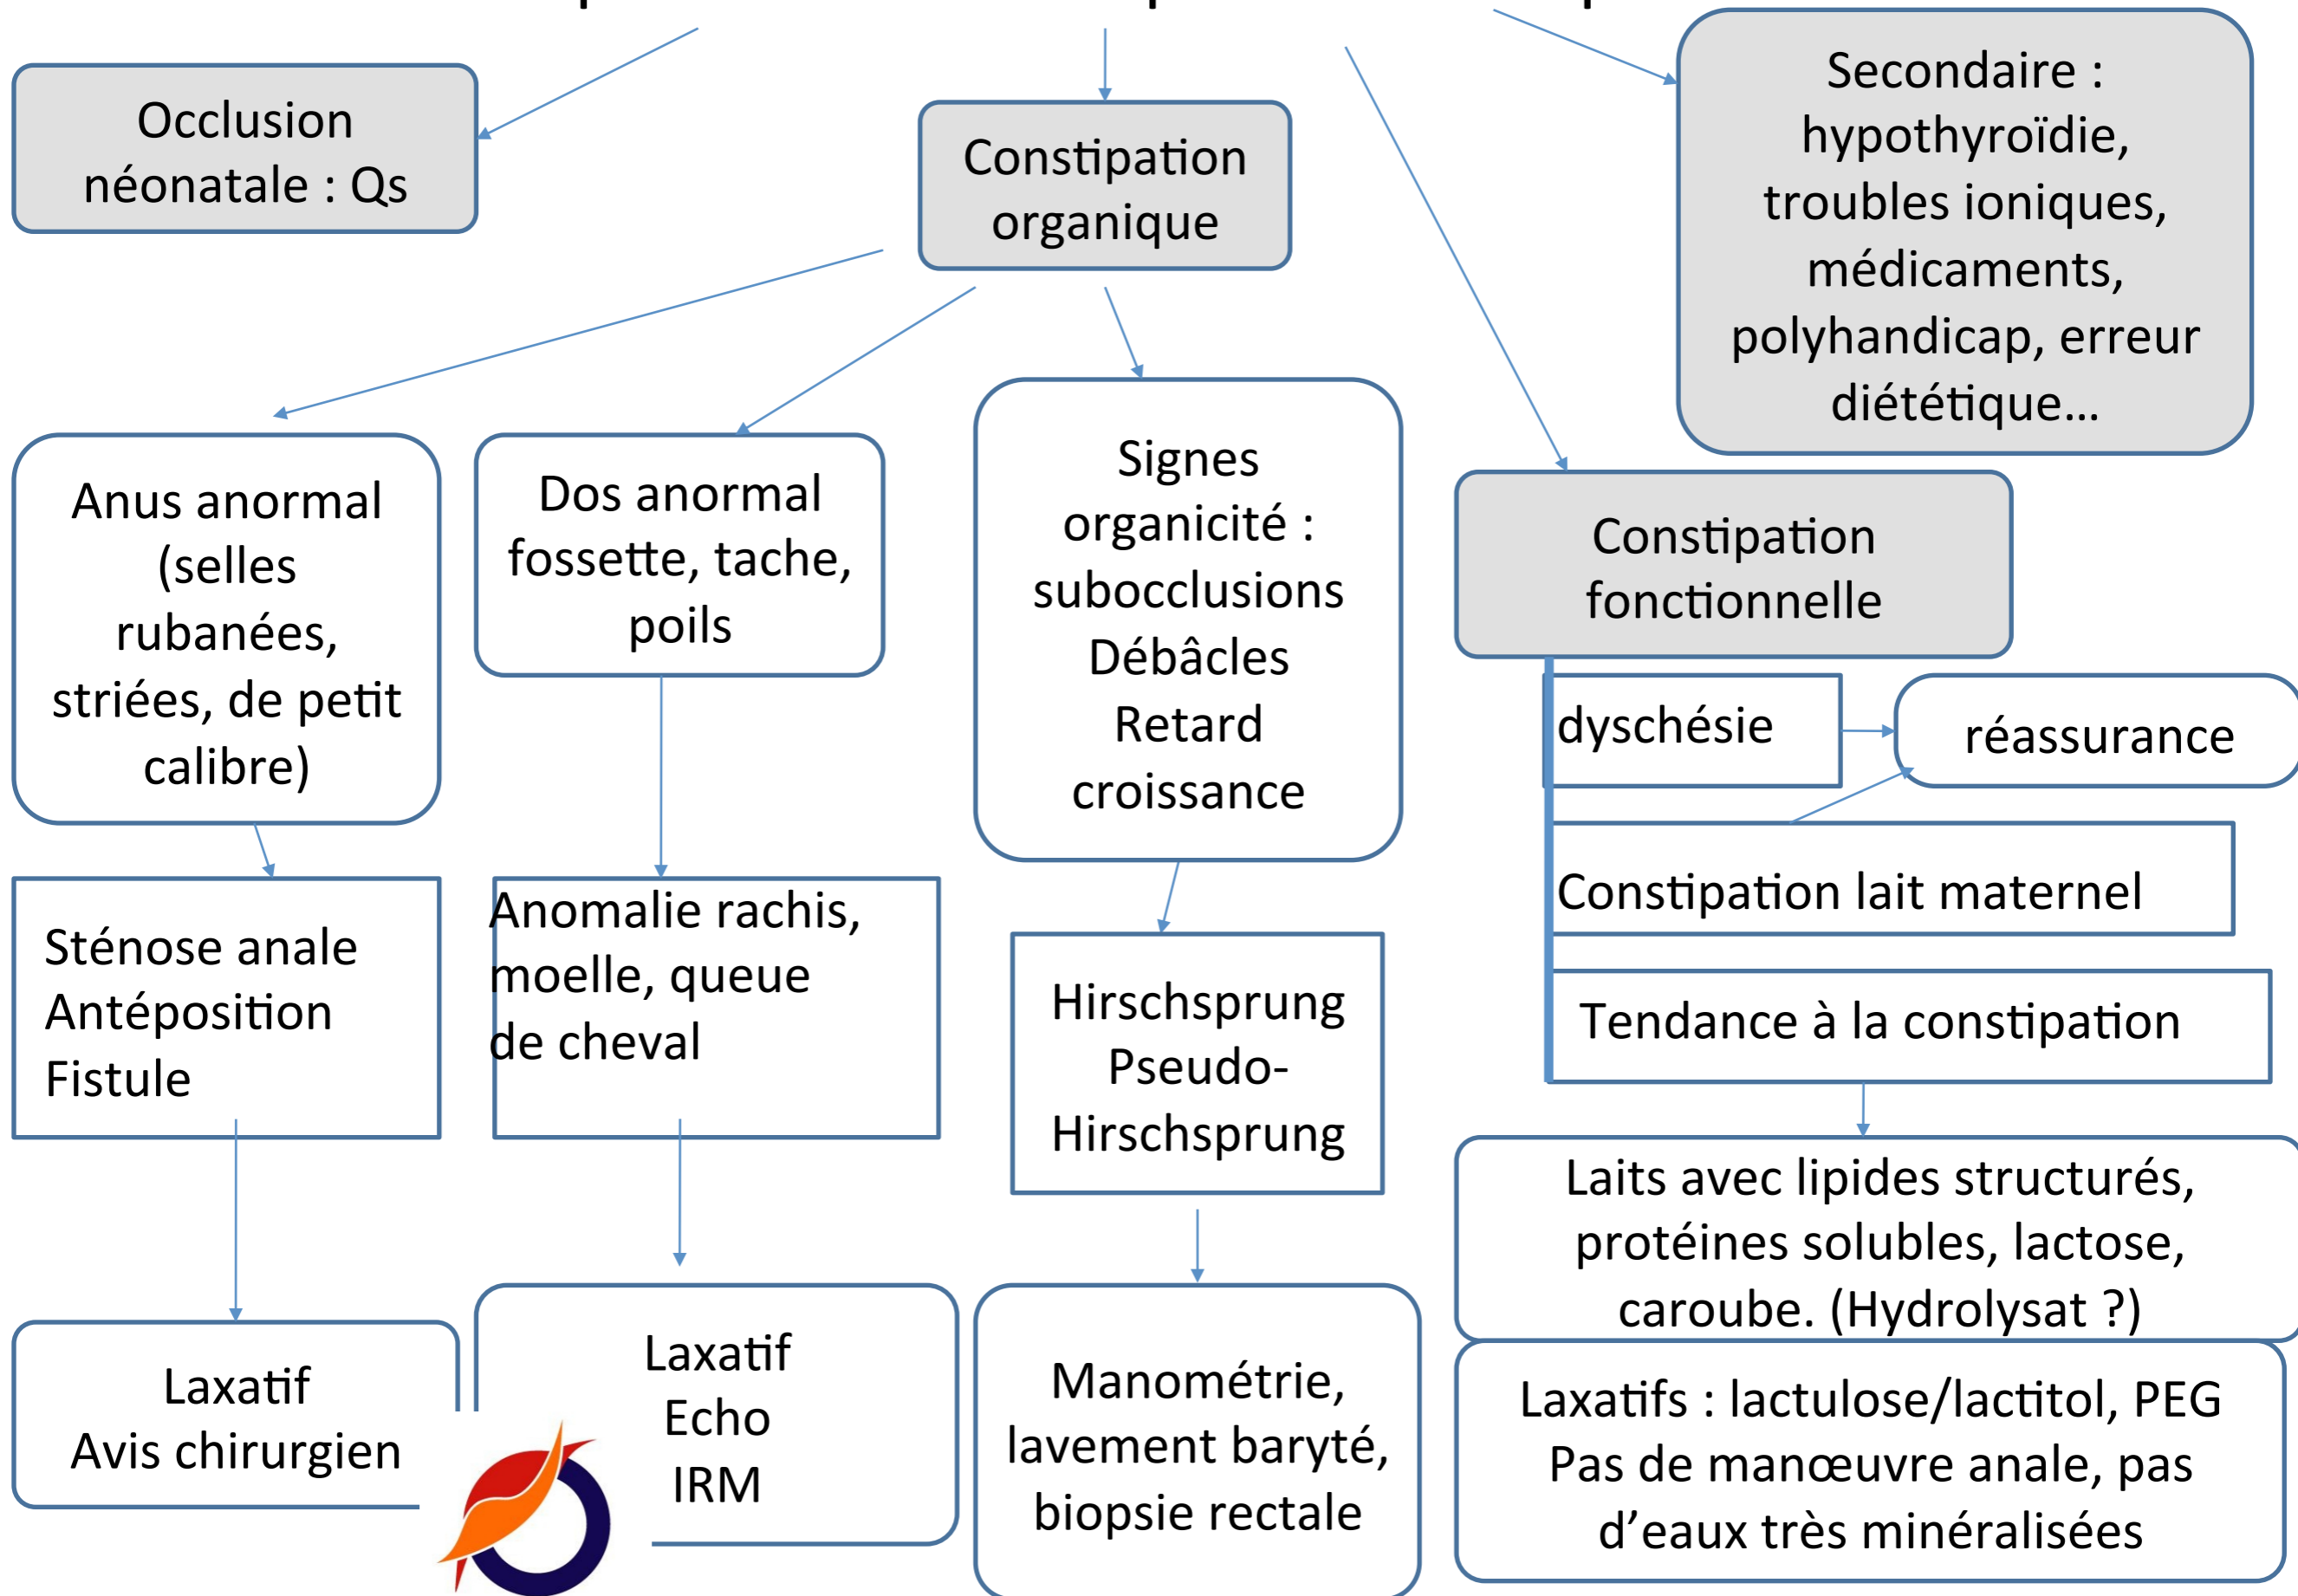 Occlusion
néonatale : Qs
Constipation
organique
Secondaire :
hypothyroïdie,
troubles ioniques,
médicaments,
polyhandicap, erreur
diététique...
Anus anormal
(selles
rubanées,
striées, de petit
calibre)
Dos anormal
fossette, tache,
poils
Signes
organicité :
subocclusions
Débâcles
Retard
croissance
Constipation
fonctionnelle
dyschésie
réassurance
Constipation lait maternel
Tendance à la constipation
Sténose anale
Antéposition
Fistule
Anomalie rachis,
moelle, queue
de cheval
Hirschsprung
Pseudo-
Hirschsprung
Laits avec lipides structurés,
protéines solubles, lactose,
caroube. (Hydrolysat ?)
Laxatif
Avis chirurgien
Laxatif
Echo
IRM
Manométrie,
lavement baryté,
biopsie rectale
Laxatifs : lactulose/lactitol, PEG
Pas de manœuvre anale, pas
d’eaux très minéralisées